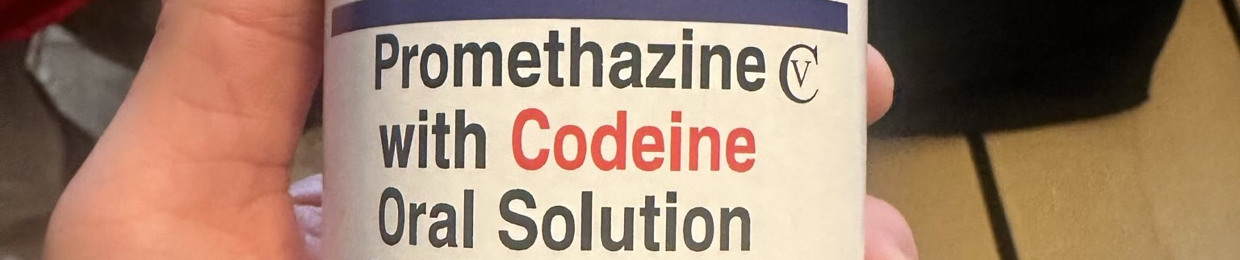 Promethazine CV
with Codeine
Oral Solution